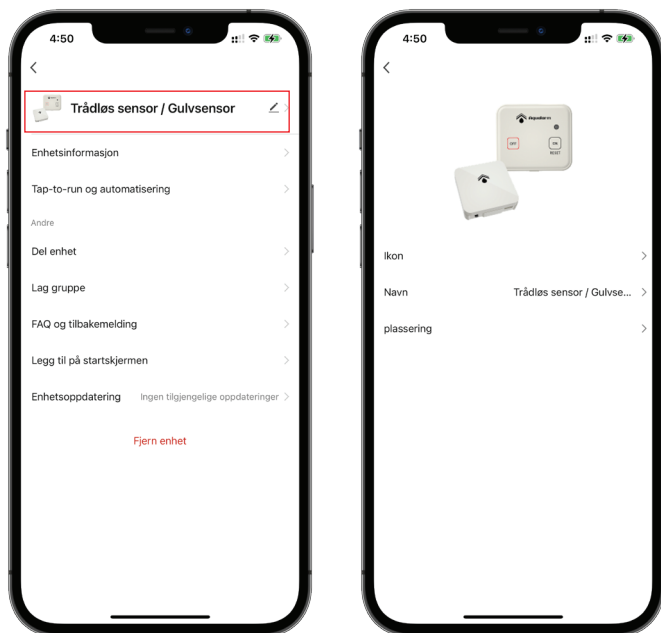 4:50
Trådløs sensor / Gulvsensor
Enhetsinformasjon
Tap-to-run og automatisering
Andre
Del enhet
Lag gruppe
FAQ og tilbakemelding
Legg til på startskjermen
Enhetsoppdatering Ingen tilgjengelige oppdateringer
Fjern enhet
4:50
Aqualarm
OFF
ON
RESET
Ikon
Navn Trådløs sensor / Gulvse...
plassering